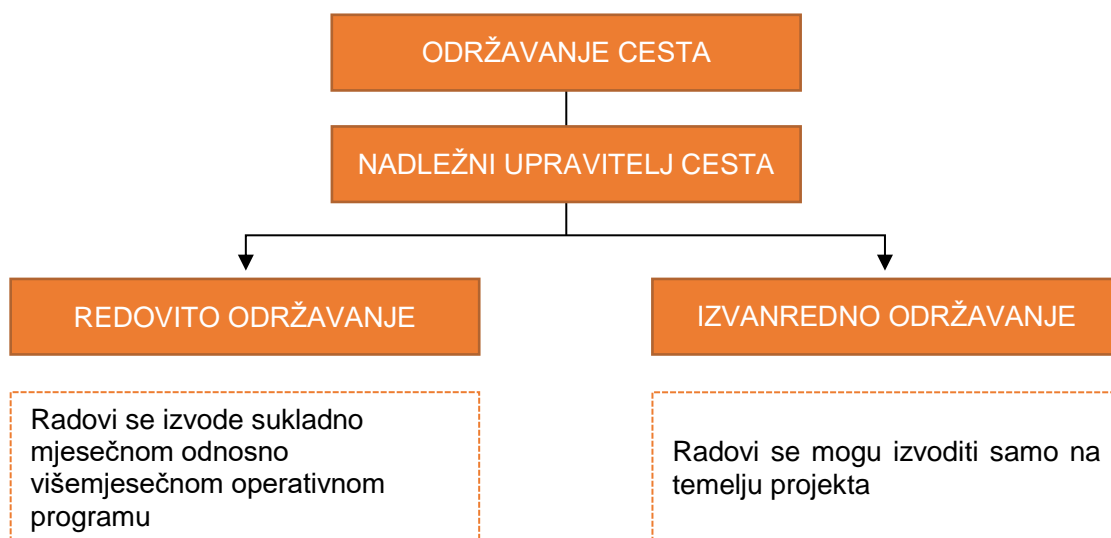 ODRŽAVANJE CESTA
NADLEŽNI UPRAVITELJ CESTA
REDOVITO ODRŽAVANJE
IZVANREDNO ODRŽAVANJE
Radovi se izvode sukladno
mjesečnom odnosno
višemjesečnom operativnom
programu
Radovi se mogu izvoditi samo na
temelju projekta